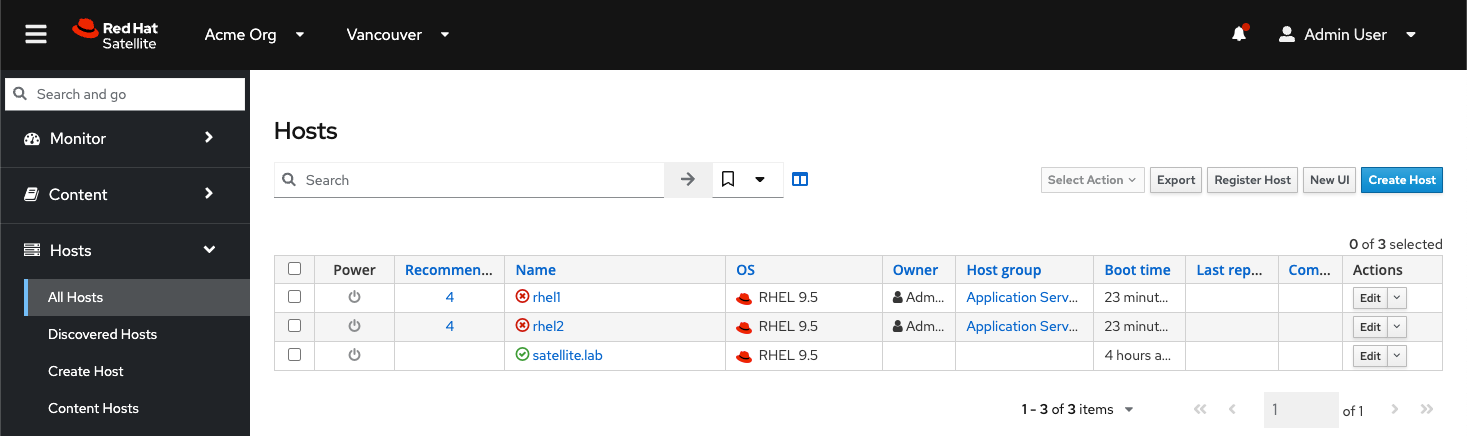 Red Hat
Satellite
Acme Org
Vancouver
Admin User
Search and go
Monitor
Content
Hosts
All Hosts
Discovered Hosts
Create Host
Content Hosts
Hosts
Search
Select Action
Export
Register Host
New UI
Create Host
0 of 3 selected
Power Recommen... Name OS Owner Host group Boot time Last rep... Com... Actions
4 rhel1 RHEL 9.5 Adm... Application Serv... 23 minut... Edit
4 rhel2 RHEL 9.5 Adm... Application Serv... 23 minut... Edit
satellite.lab RHEL 9.5 4 hours a... Edit
1 - 3 of 3 items
1 of 1